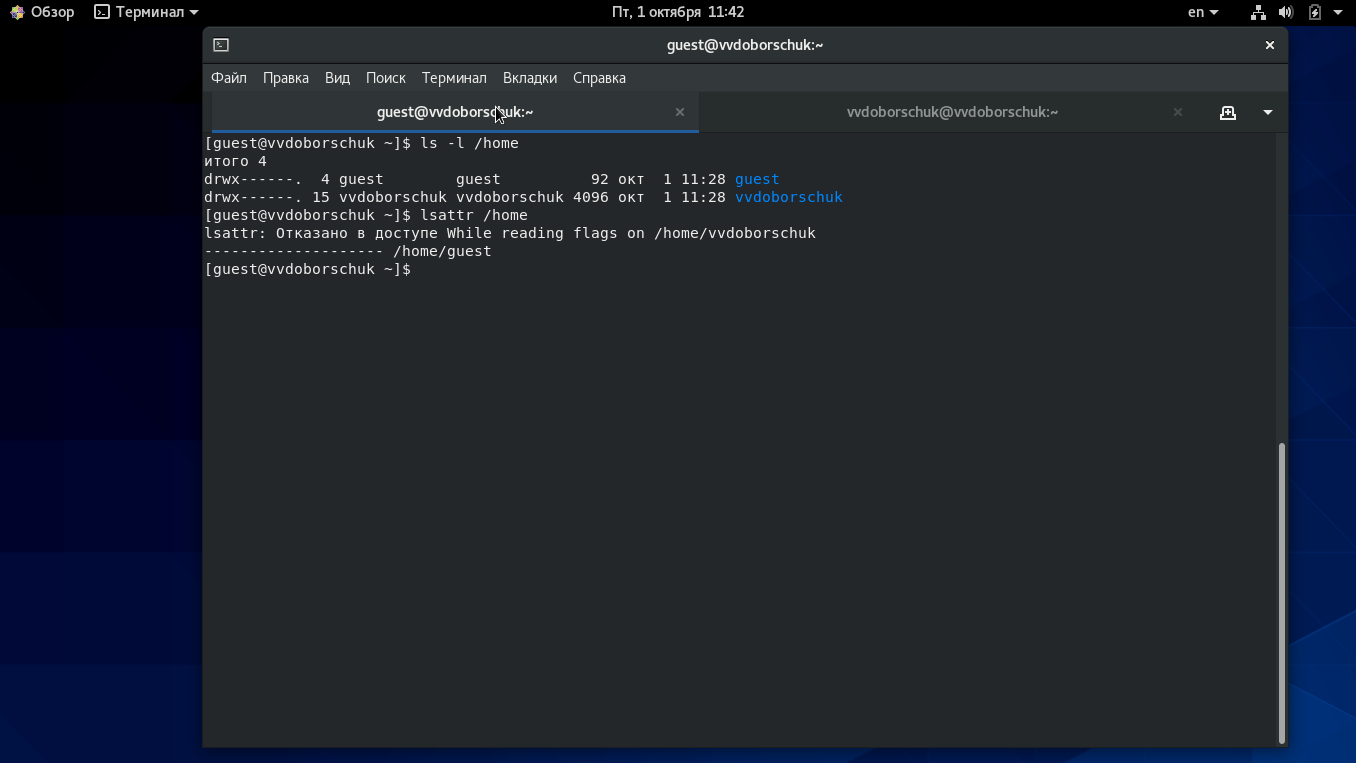 Обзор Терминал Пт, 1 октября 11:42 en
guest@vvdoborschuk:~
Файл Правка Вид Поиск Терминал Вкладки Справка
guest@vvdoborschuk:~ vvdoborschuk@vvdoborschuk:~
[guest@vvdoborschuk ~]$ ls -l /home
итого 4
drwx------.  4 guest        guest          92 окт  1 11:28 guest
drwx------. 15 vvdoborschuk vvdoborschuk 4096 окт  1 11:28 vvdoborschuk
[guest@vvdoborschuk ~]$ lsattr /home
lsattr: Отказано в доступе While reading flags on /home/vvdoborschuk
-------------------- /home/guest
[guest@vvdoborschuk ~]$